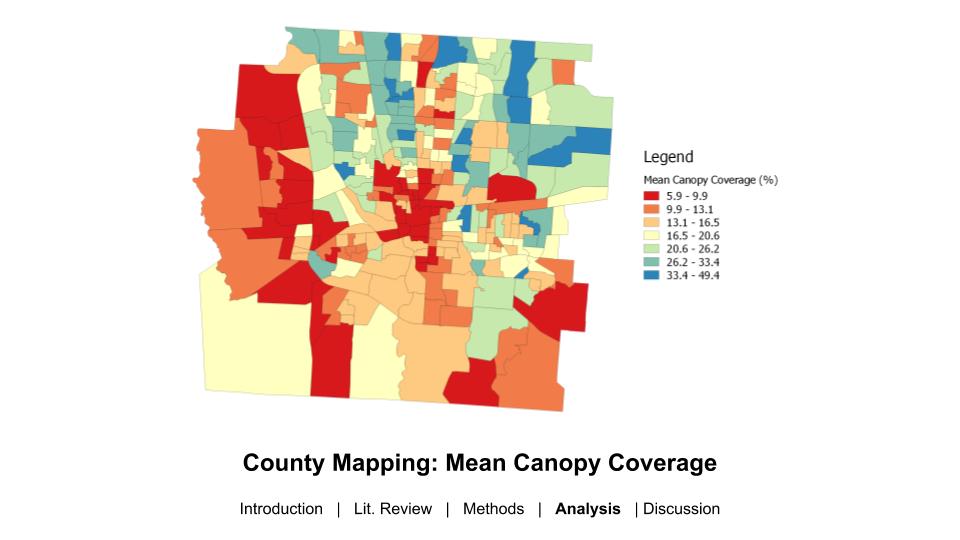 Legend
Mean Canopy Coverage (%)
5.9 - 9.9
9.9 - 13.1
13.1 - 16.5
16.5 - 20.6
20.6 - 26.2
26.2 - 33.4
33.4 - 49.4
County Mapping: Mean Canopy Coverage
Introduction | Lit. Review | Methods | Analysis | Discussion